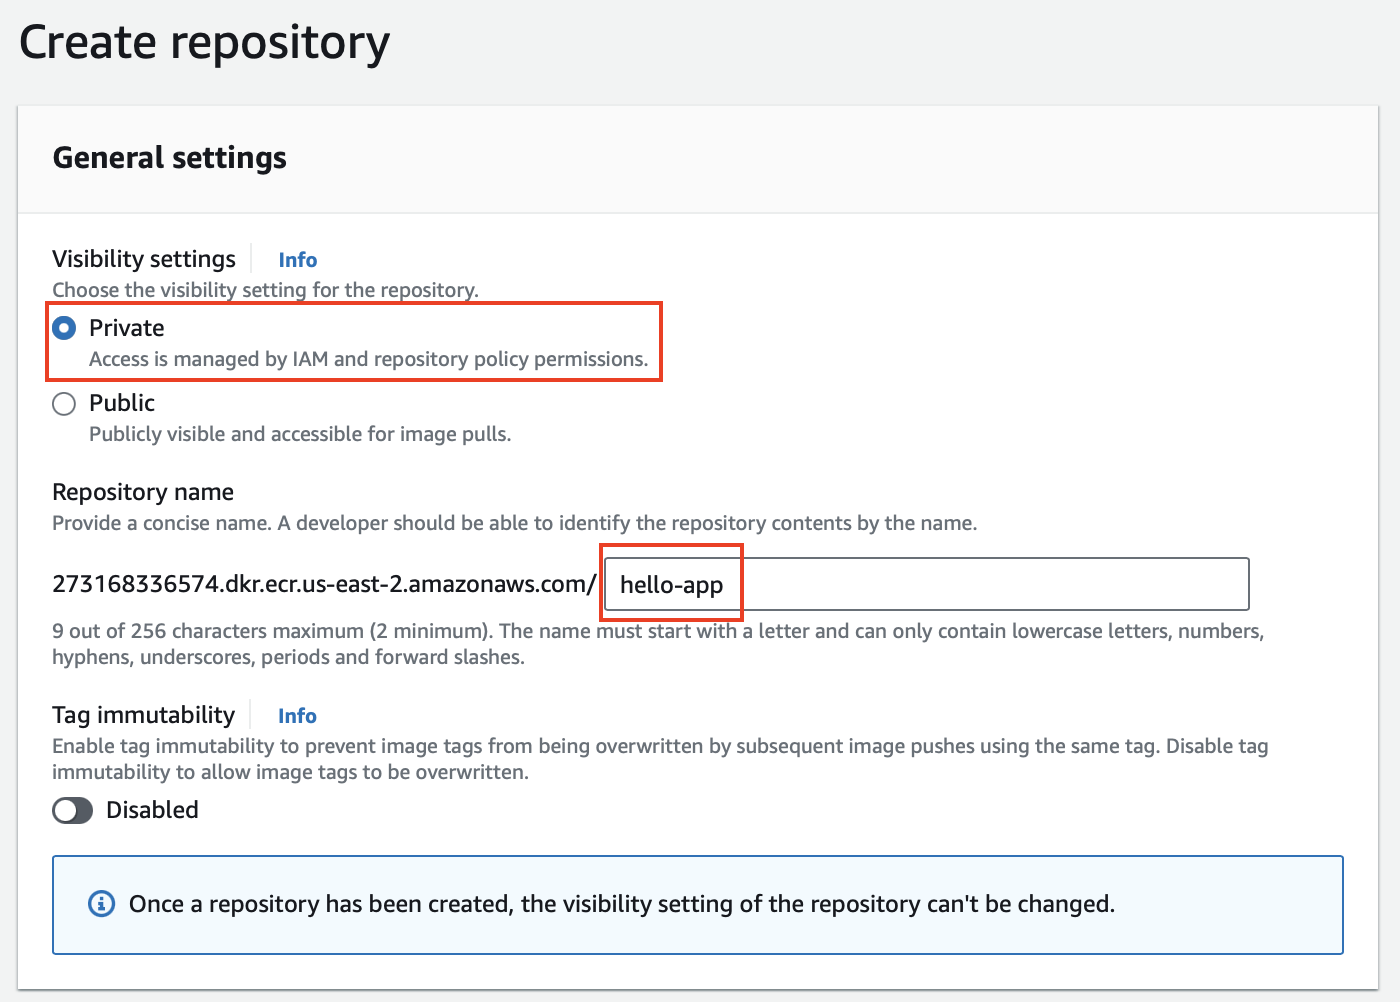 Create repository
General settings
Visibility settings Info
Choose the visibility setting for the repository.
Private
Access is managed by IAM and repository policy permissions.
Public
Publicly visible and accessible for image pulls.
Repository name
Provide a concise name. A developer should be able to identify the repository contents by the name.
273168336574.dkr.ecr.us-east-2.amazonaws.com/ hello-app
9 out of 256 characters maximum (2 minimum). The name must start with a letter and can only contain lowercase letters, numbers,
hyphens, underscores, periods and forward slashes.
Tag immutability Info
Enable tag immutability to prevent image tags from being overwritten by subsequent image pushes using the same tag. Disable tag
immutability to allow image tags to be overwritten.
Disabled
Once a repository has been created, the visibility setting of the repository can't be changed.